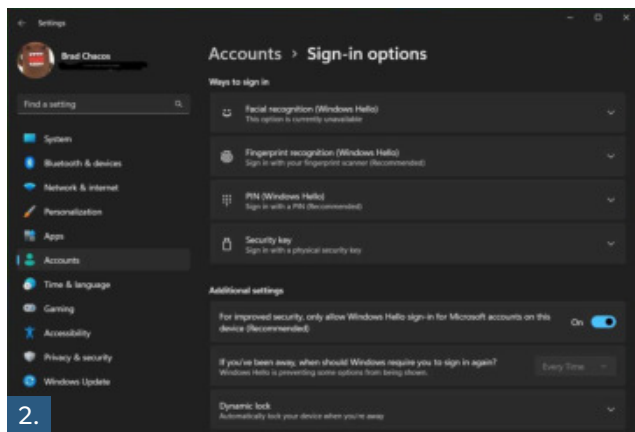 Settings
Brad Chacos
Accounts > Sign-in options
Ways to sign in
Find a setting
Facial recognition (Windows Hello)
This option is currently unavailable
System
Bluetooth & devices
Fingerprint recognition (Windows Hello)
Sign in with your fingerprint scanner (Recommended)
Network & internet
Personalization
PIN (Windows Hello)
Sign in with a PIN (Recommended)
Apps
Accounts
Security key
Sign in with a physical security key
Time & language
Gaming
Accessibility
Privacy & security
Windows Update
Additional settings
For improved security, only allow Windows Hello sign-in for Microsoft accounts on this
device (Recommended)
On
If you've been away, when should Windows require you to sign in again?
Windows Hello is preventing some options from being shown.
Every Time
Dynamic lock
Automatically lock your device when you're away
2.